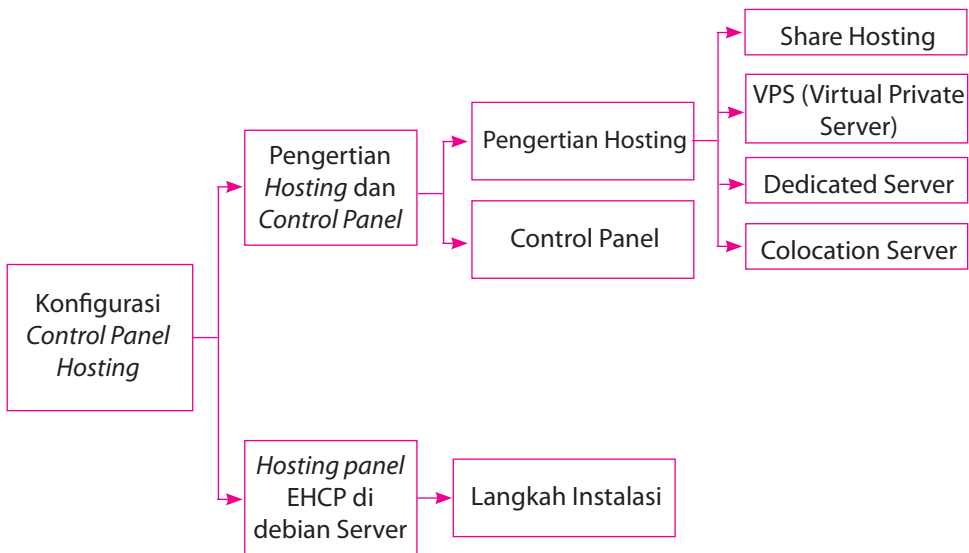 Konfigurasi
Control Panel
Hosting
Pengertian
Hosting dan
Control Panel
Pengertian Hosting
Share Hosting
VPS (Virtual Private
Server)
Dedicated Server
Colocation Server
Control Panel
Hosting panel
EHCP di
debian Server
Langkah Instalasi